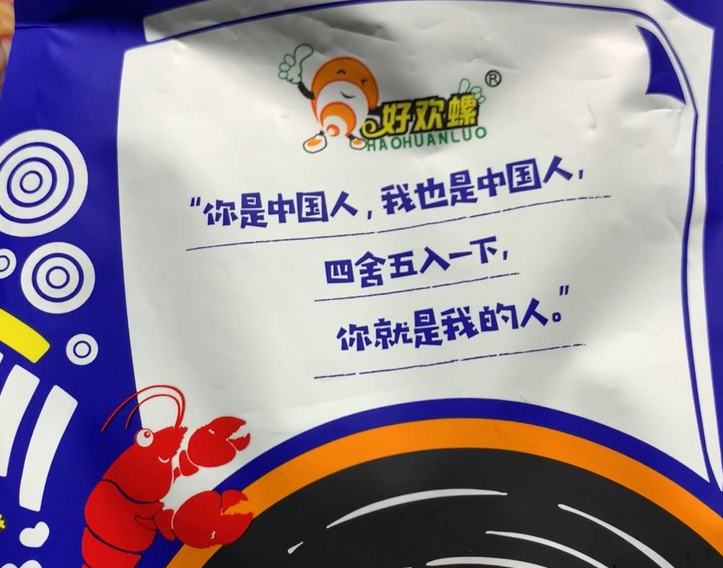 好欢螺®
HAOHUANLUO
“你是中国人，我也是中国人，
四舍五入一下，
你就是我的人。”